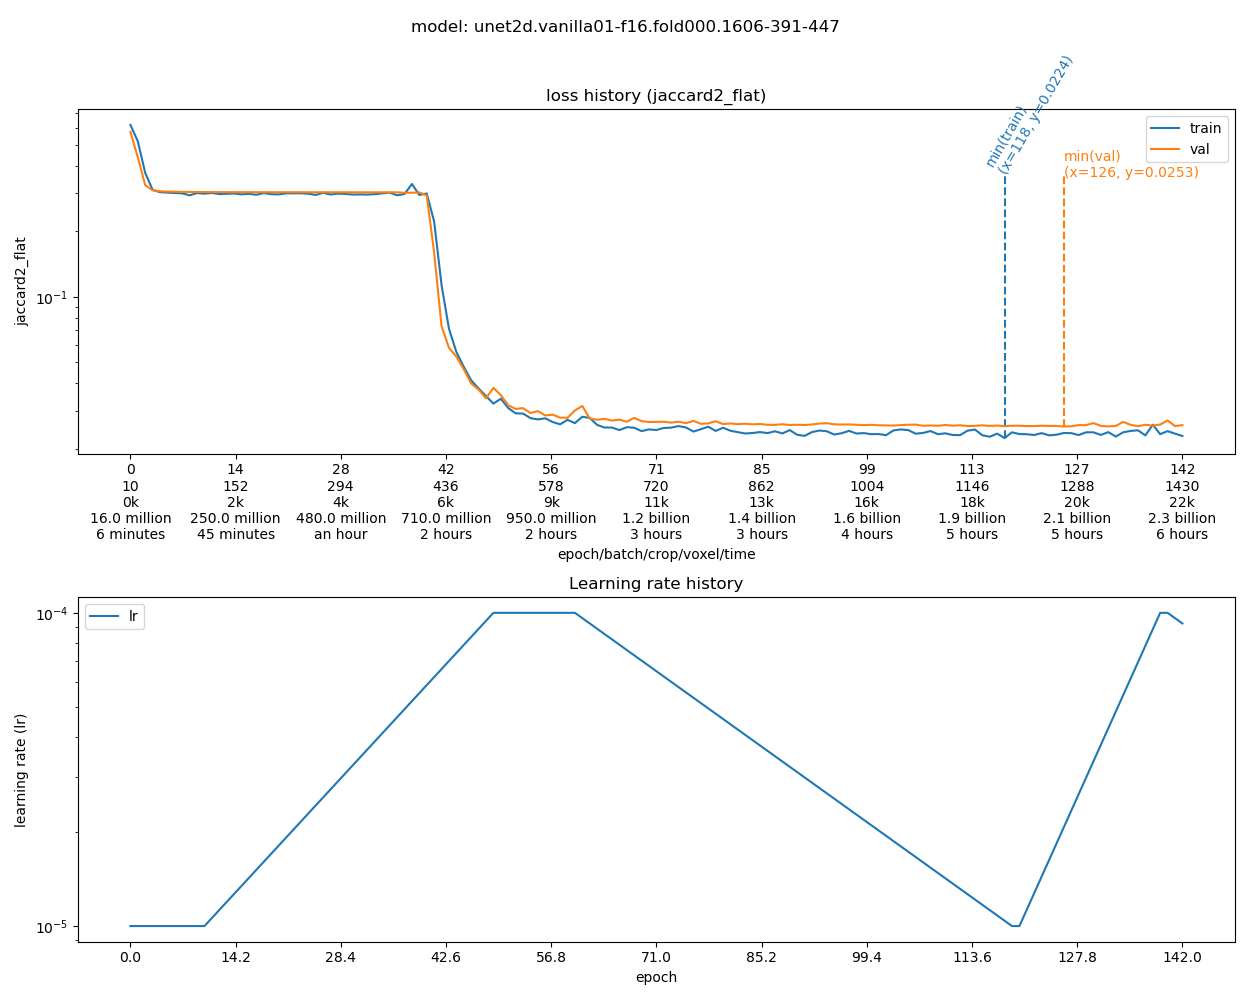 model: unet2d.vanilla01-f16.fold000.1606-391-447
loss history (jaccard2_flat)
min(train)
(x=118, y=0.0224)
train
val
min(val)
(x=126, y=0.0253)
jaccard2_flat
10⁻¹
0 14 28 42 56 71 85 99 113 127 142
10 152 294 436 578 720 862 1004 1146 1288 1430
0k 2k 4k 6k 9k 11k 13k 16k 18k 20k 22k
16.0 million 250.0 million 480.0 million 710.0 million 950.0 million 1.2 billion 1.4 billion 1.6 billion 1.9 billion 2.1 billion 2.3 billion
6 minutes 45 minutes an hour 2 hours 2 hours 3 hours 3 hours 4 hours 5 hours 5 hours 6 hours
epoch/batch/crop/voxel/time
Learning rate history
lr
learning rate (lr)
10⁻⁴
10⁻⁵
0.0 14.2 28.4 42.6 56.8 71.0 85.2 99.4 113.6 127.8 142.0
epoch